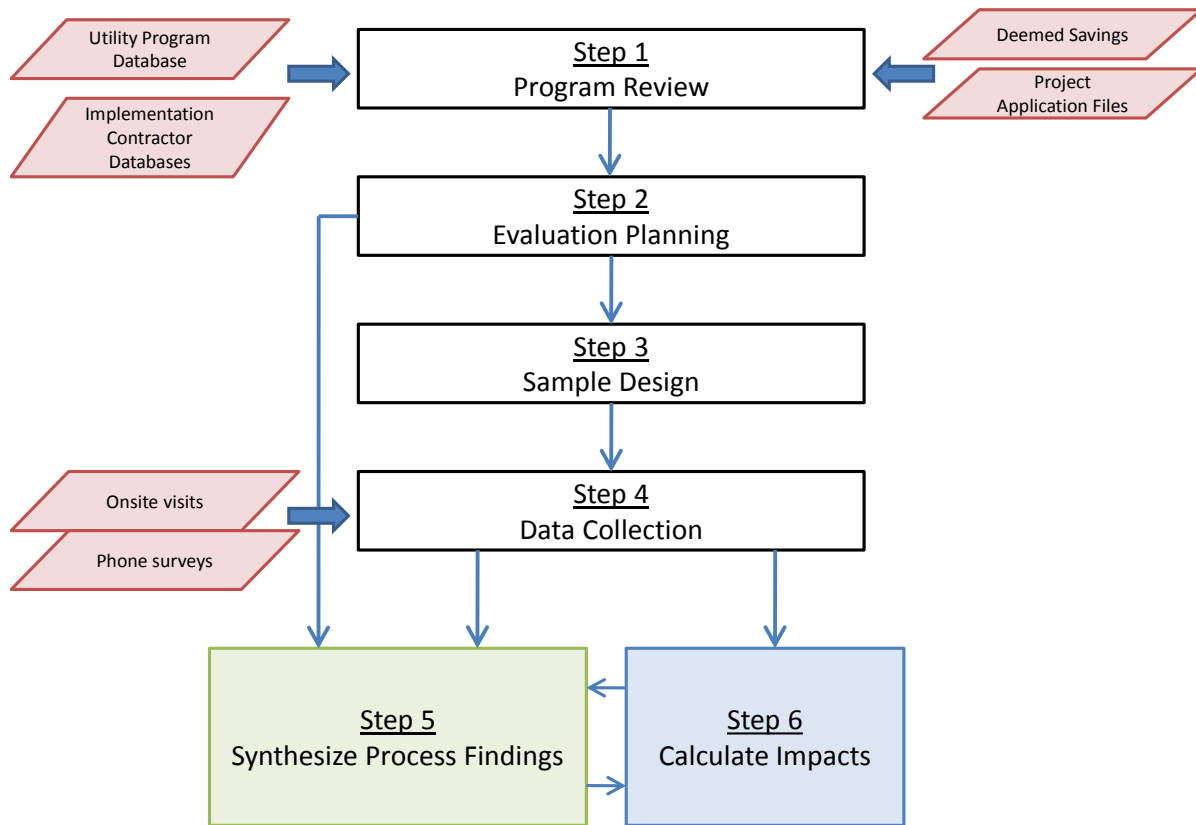 Utility Program
Database
Implementation
Contractor
Databases
Step 1
Program Review
Deemed Savings
Project
Application Files
Step 2
Evaluation Planning
Step 3
Sample Design
Onsite visits
Phone surveys
Step 4
Data Collection
Step 5
Synthesize Process Findings
Step 6
Calculate Impacts